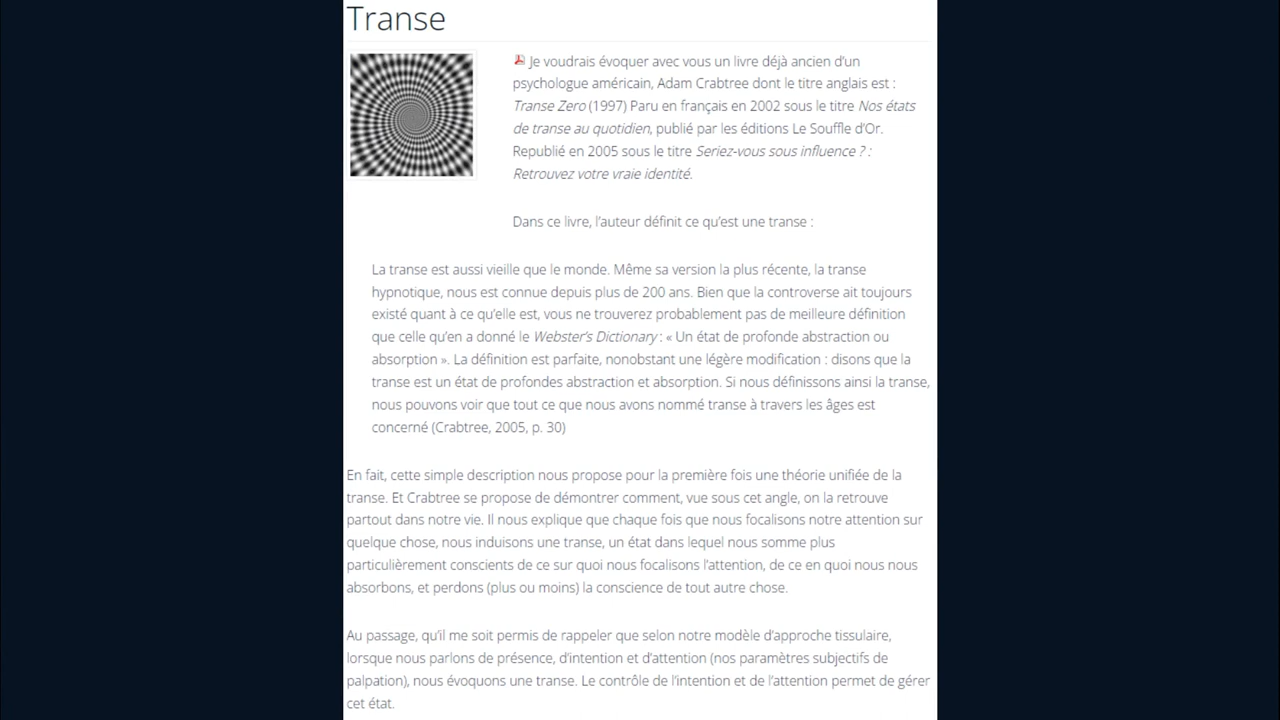 Transe
Je voudrais évoquer avec vous un livre déjà ancien d'un
psychologue américain, Adam Crabtree dont le titre anglais est :
Transe Zero (1997) Paru en français en 2002 sous le titre Nos états
de transe au quotidien, publié par les éditions Le Souffle d'Or.
Republié en 2005 sous le titre Seriez-vous sous influence ? :
Retrouvez votre vraie identité.
Dans ce livre, l'auteur définit ce qu'est une transe :
La transe est aussi vieille que le monde. Même sa version la plus récente, la transe
hypnotique, nous est connue depuis plus de 200 ans. Bien que la controverse ait toujours
existé quant à ce qu'elle est, vous ne trouverez probablement pas de meilleure définition
que celle qu'en a donné le Webster's Dictionary : « Un état de profonde abstraction ou
absorption ». La définition est parfaite, nonobstant une légère modification : disons que la
transe est un état de profondes abstraction et absorption. Si nous définissons ainsi la transe,
nous pouvons voir que tout ce que nous avons nommé transe à travers les âges est
concerné (Crabtree, 2005, p. 30)
En fait, cette simple description nous propose pour la première fois une théorie unifiée de la
transe. Et Crabtree se propose de démontrer comment, vue sous cet angle, on la retrouve
partout dans notre vie. Il nous explique que chaque fois que nous focalisons notre attention sur
quelque chose, nous induisons une transe, un état dans lequel nous somme plus
particulièrement conscients de ce sur quoi nous focalisons l'attention, de ce en quoi nous nous
absorbons, et perdons (plus ou moins) la conscience de tout autre chose.
Au passage, qu'il me soit permis de rappeler que selon notre modèle d'approche tissulaire,
lorsque nous parlons de présence, d'intention et d'attention (nos paramètres subjectifs de
palpation), nous évoquons une transe. Le contrôle de l'intention et de l'attention permet de gérer
cet état.